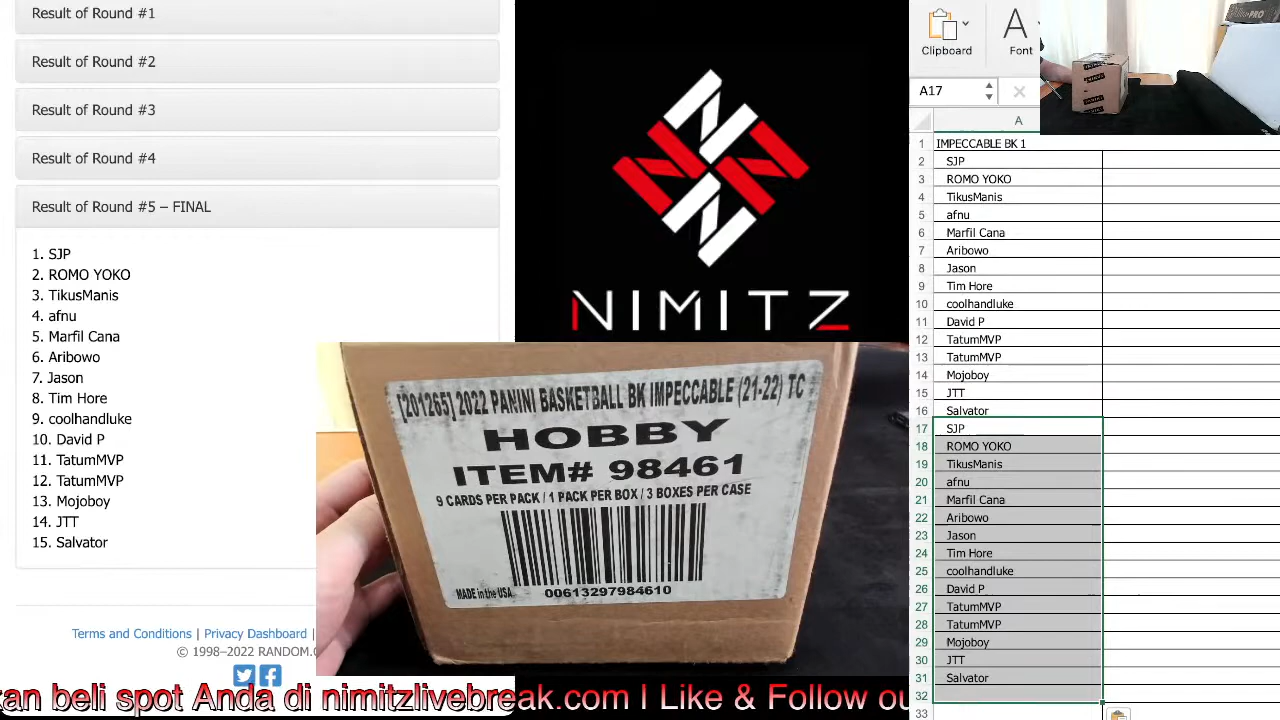 Result of Round #1
Result of Round #2
Result of Round #3
Result of Round #4
Result of Round #5 – FINAL
1. SJP
2. ROMO YOKO
3. TikusManis
4. afnu
5. Marfil Cana
6. Aribowo
7. Jason
8. Tim Hore
9. coolhandluke
10. David P
11. TatumMVP
12. TatumMVP
13. Mojoboy
14. JTT
15. Salvator
Terms and Conditions | Privacy Dashboard |
© 1998–2022 RANDOM.O
NIMITZ
[201265] 2022 PANINI BASKETBALL BK IMPECCABLE (21-22) TC
HOBBY
ITEM# 98461
9 CARDS PER PACK / 1 PACK PER BOX / 3 BOXES PER CASE
MADE in the USA
00613297984610
kan beli spot Anda di nimitzlivebreak.com I Like & Follow ou
Clipboard
Font
A17
A
1 IMPECCABLE BK 1
2 SJP
3 ROMO YOKO
4 TikusManis
5 afnu
6 Marfil Cana
7 Aribowo
8 Jason
9 Tim Hore
10 coolhandluke
11 David P
12 TatumMVP
13 TatumMVP
14 Mojoboy
15 JTT
16 Salvator
17 SJP
18 ROMO YOKO
19 TikusManis
20 afnu
21 Marfil Cana
22 Aribowo
23 Jason
24 Tim Hore
25 coolhandluke
26 David P
27 TatumMVP
28 TatumMVP
29 Mojoboy
30 JTT
31 Salvator
32
33